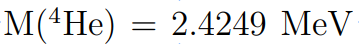 M(⁴He) = 2.4249 MeV